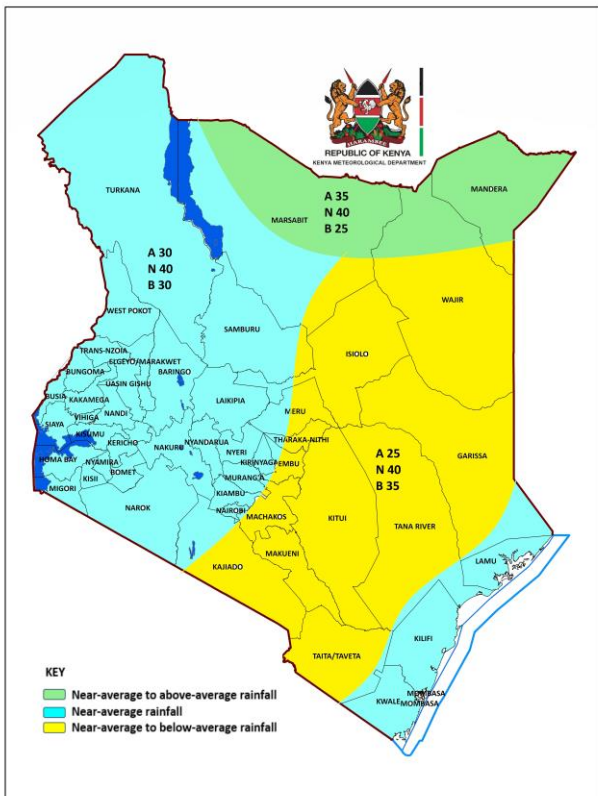 HARAMBEE
REPUBLIC OF KENYA
KENYA METEOROLOGICAL DEPARTMENT
TURKANA
MANDERA
MARSABIT
A 35
N 40
B 25
A 30
N 40
B 30
WAJIR
WEST POKOT
SAMBURU
ISIOLO
TRANS-NZOIA
ELGEYO/MARAKWET
BUNGOMA
BARINGO
UASIN GISHU
BUSIA
KAKAMEGA
LAIKIPIA
MERU
NANDI
VIHIGA
SIAYA
KISUMU
KERICHO
NAKURU
NYANDARUA
THARAKA-NITHI
NYERI
GARISSA
HOMA BAY
NYAMIRA
BOMET
KIRINYAGA
EMBU
A 25
N 40
B 35
KISII
MURANG'A
MIGORI
KIAMBU
NAROK
NAIROBI
MACHAKOS
KITUI
TANA RIVER
MAKUENI
KAJIADO
LAMU
KILIFI
TAITA/TAVETA
KWALE
MOMBASA
MOMBASA
KEY
Near-average to above-average rainfall
Near-average rainfall
Near-average to below-average rainfall